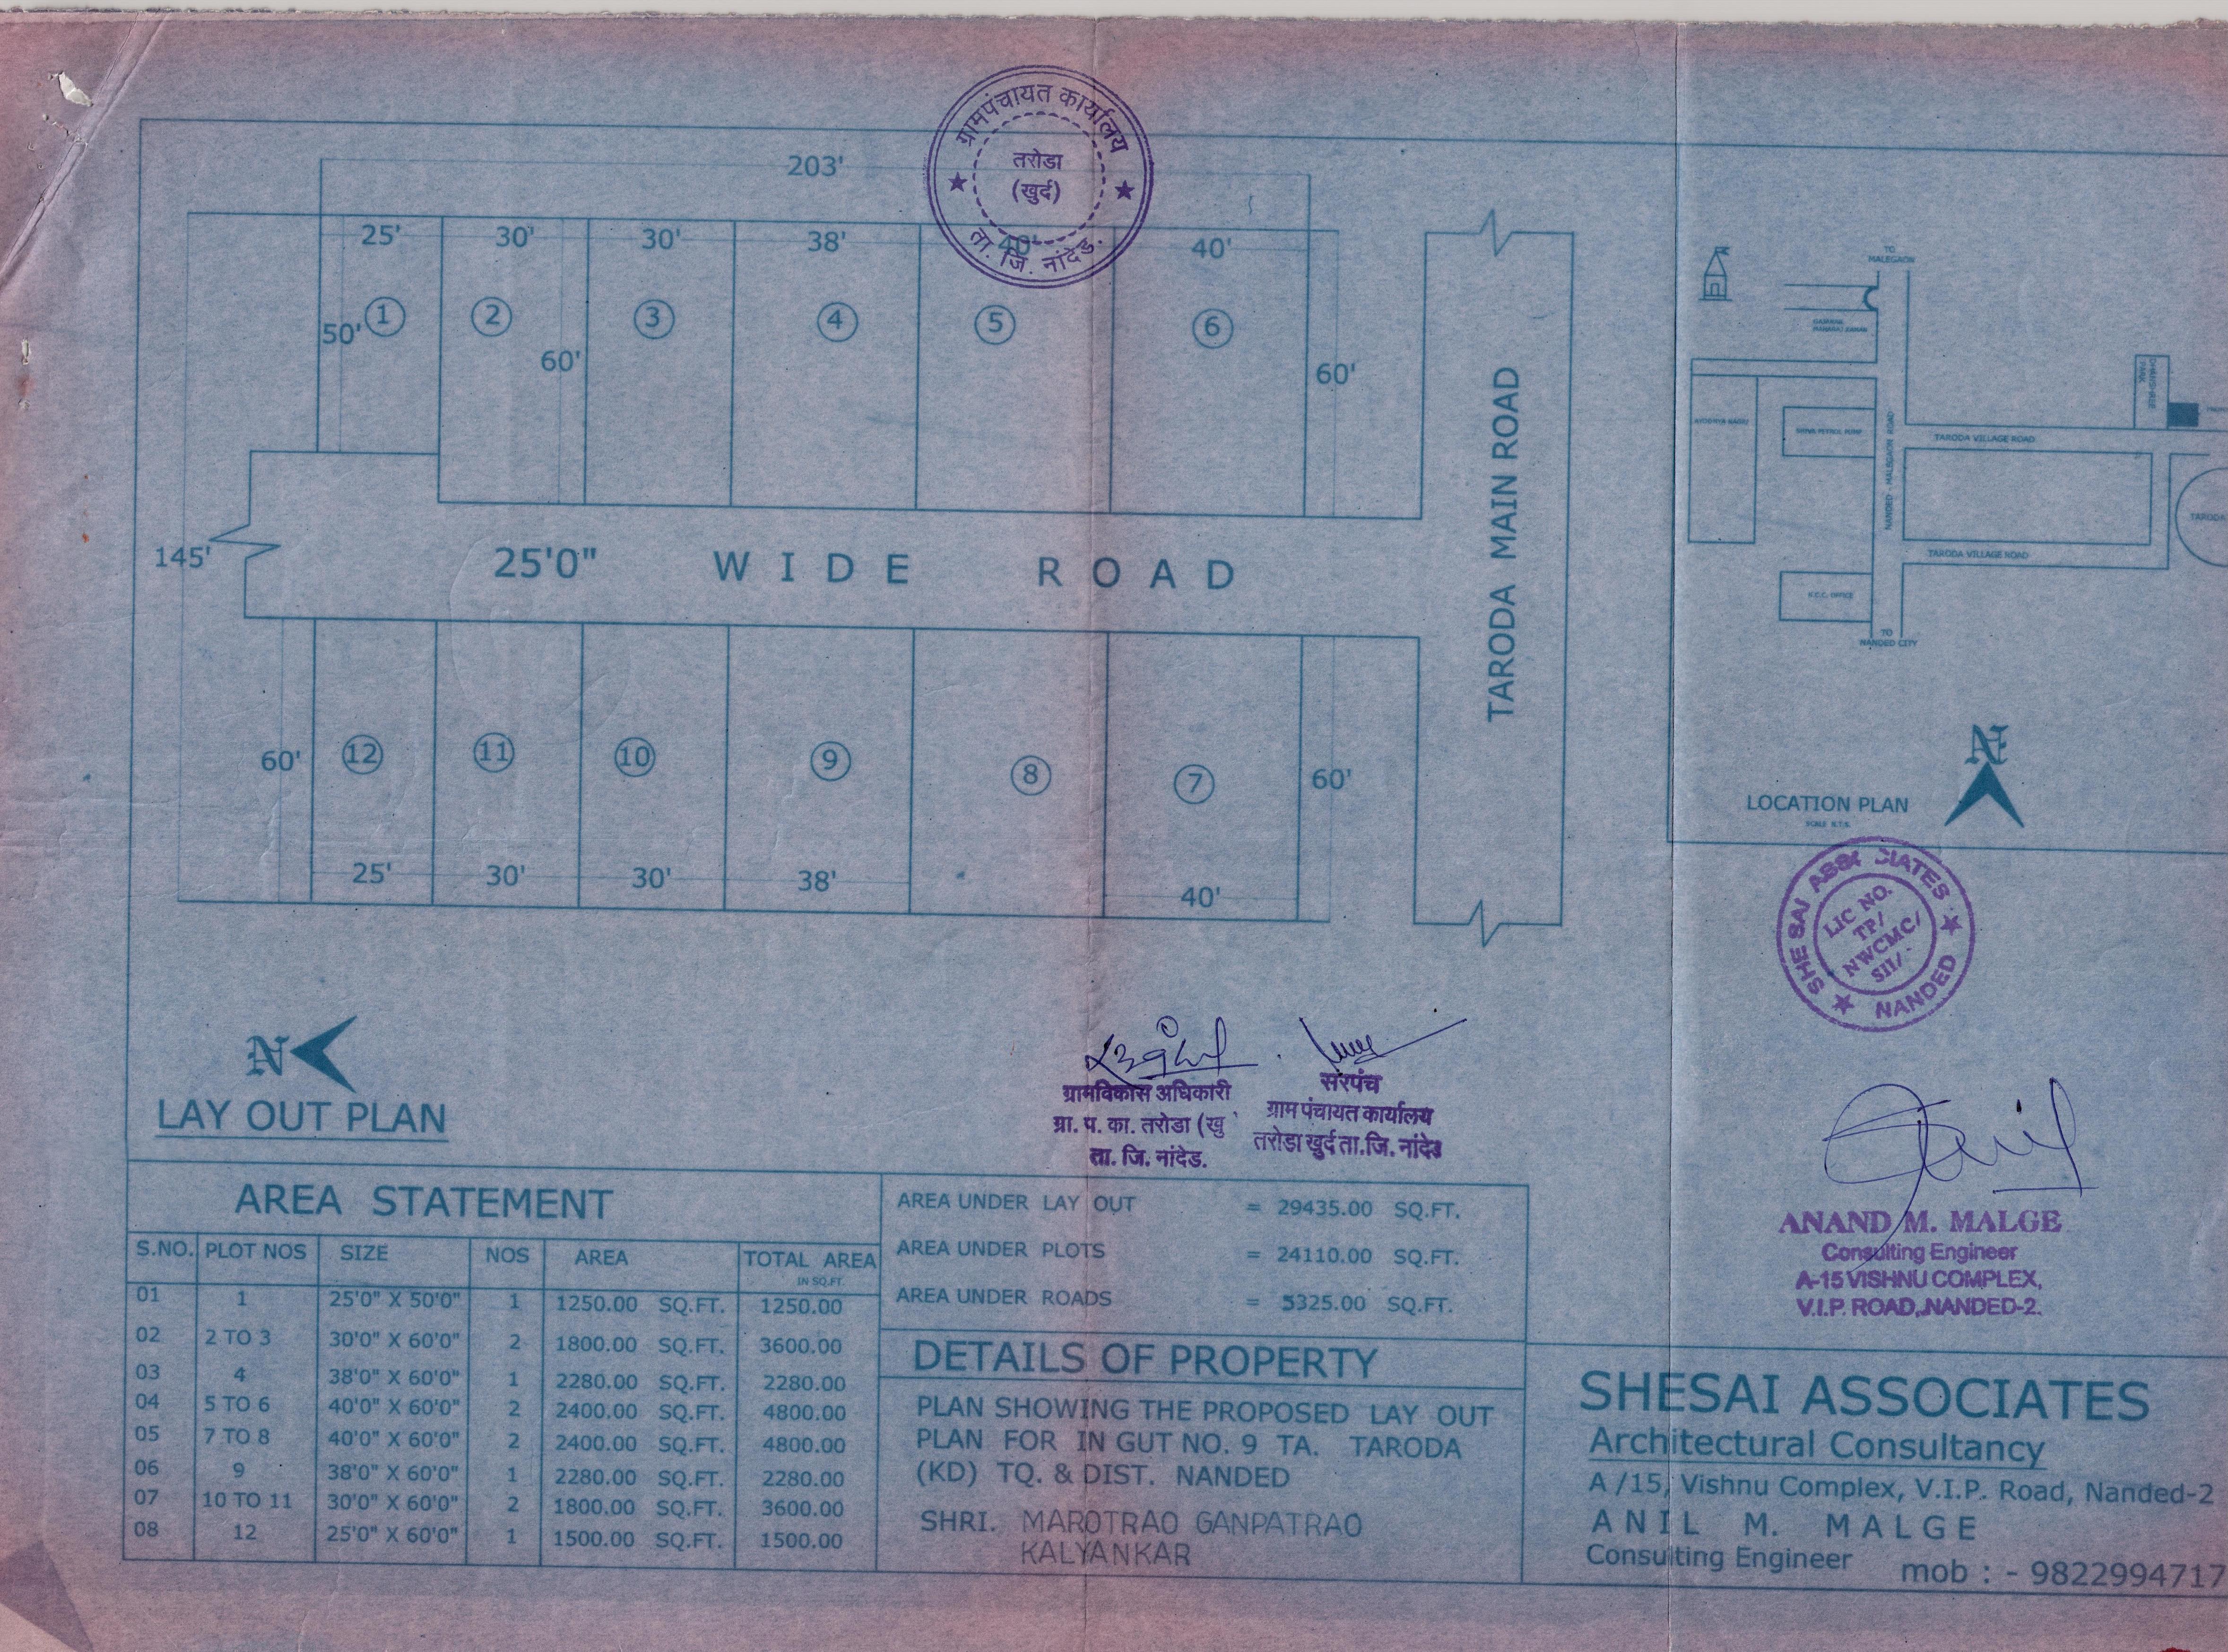 ग्रामपंचायत कार्यालय
तरोडा
(खुर्द)
ता. जि. नांदेड.
203'
25'
30'
30'
38'
40'
40'
1
2
3
4
5
6
50'
60'
60'
145'
25'0" WIDE ROAD
TARODA MAIN ROAD
60'
12
11
10
9
8
7
60'
25'
30'
30'
38'
40'
N
LAY OUT PLAN
TO
MALEGAON
TARODA VILLAGE ROAD
NANDED - MALEGAON ROAD
TARODA
TARODA VILLAGE ROAD
TO
NANDED CITY
N
LOCATION PLAN
SCALE N.T.S.
SHE SAI ASSOCIATES
LIC NO.
TP/
NWCMC/
SII/
NANDED
ग्रामविकास अधिकारी
ग्रा. प. का. तरोडा (खु
ता. जि. नांदेड.
सरपंच
ग्राम पंचायत कार्यालय
तरोडा खुर्द ता.जि. नांदेड
ANAND M. MALGE
Consulting Engineer
A-15 VISHNU COMPLEX,
V.I.P. ROAD, NANDED-2.
AREA STATEMENT
S.NO. PLOT NOS SIZE NOS AREA TOTAL AREA
IN SQ.FT.
01 1 25'0" X 50'0" 1 1250.00 SQ.FT. 1250.00
02 2 TO 3 30'0" X 60'0" 2 1800.00 SQ.FT. 3600.00
03 4 38'0" X 60'0" 1 2280.00 SQ.FT. 2280.00
04 5 TO 6 40'0" X 60'0" 2 2400.00 SQ.FT. 4800.00
05 7 TO 8 40'0" X 60'0" 2 2400.00 SQ.FT. 4800.00
06 9 38'0" X 60'0" 1 2280.00 SQ.FT. 2280.00
07 10 TO 11 30'0" X 60'0" 2 1800.00 SQ.FT. 3600.00
08 12 25'0" X 60'0" 1 1500.00 SQ.FT. 1500.00
AREA UNDER LAY OUT = 29435.00 SQ.FT.
AREA UNDER PLOTS = 24110.00 SQ.FT.
AREA UNDER ROADS = 5325.00 SQ.FT.
DETAILS OF PROPERTY
PLAN SHOWING THE PROPOSED LAY OUT
PLAN FOR IN GUT NO. 9 TA. TARODA
(KD) TQ. & DIST. NANDED
SHRI. MAROTRAO GANPATRAO
KALYANKAR
SHESAI ASSOCIATES
Architectural Consultancy
A /15, Vishnu Complex, V.I.P. Road, Nanded-2
ANIL M. MALGE
Consulting Engineer mob : - 9822994717